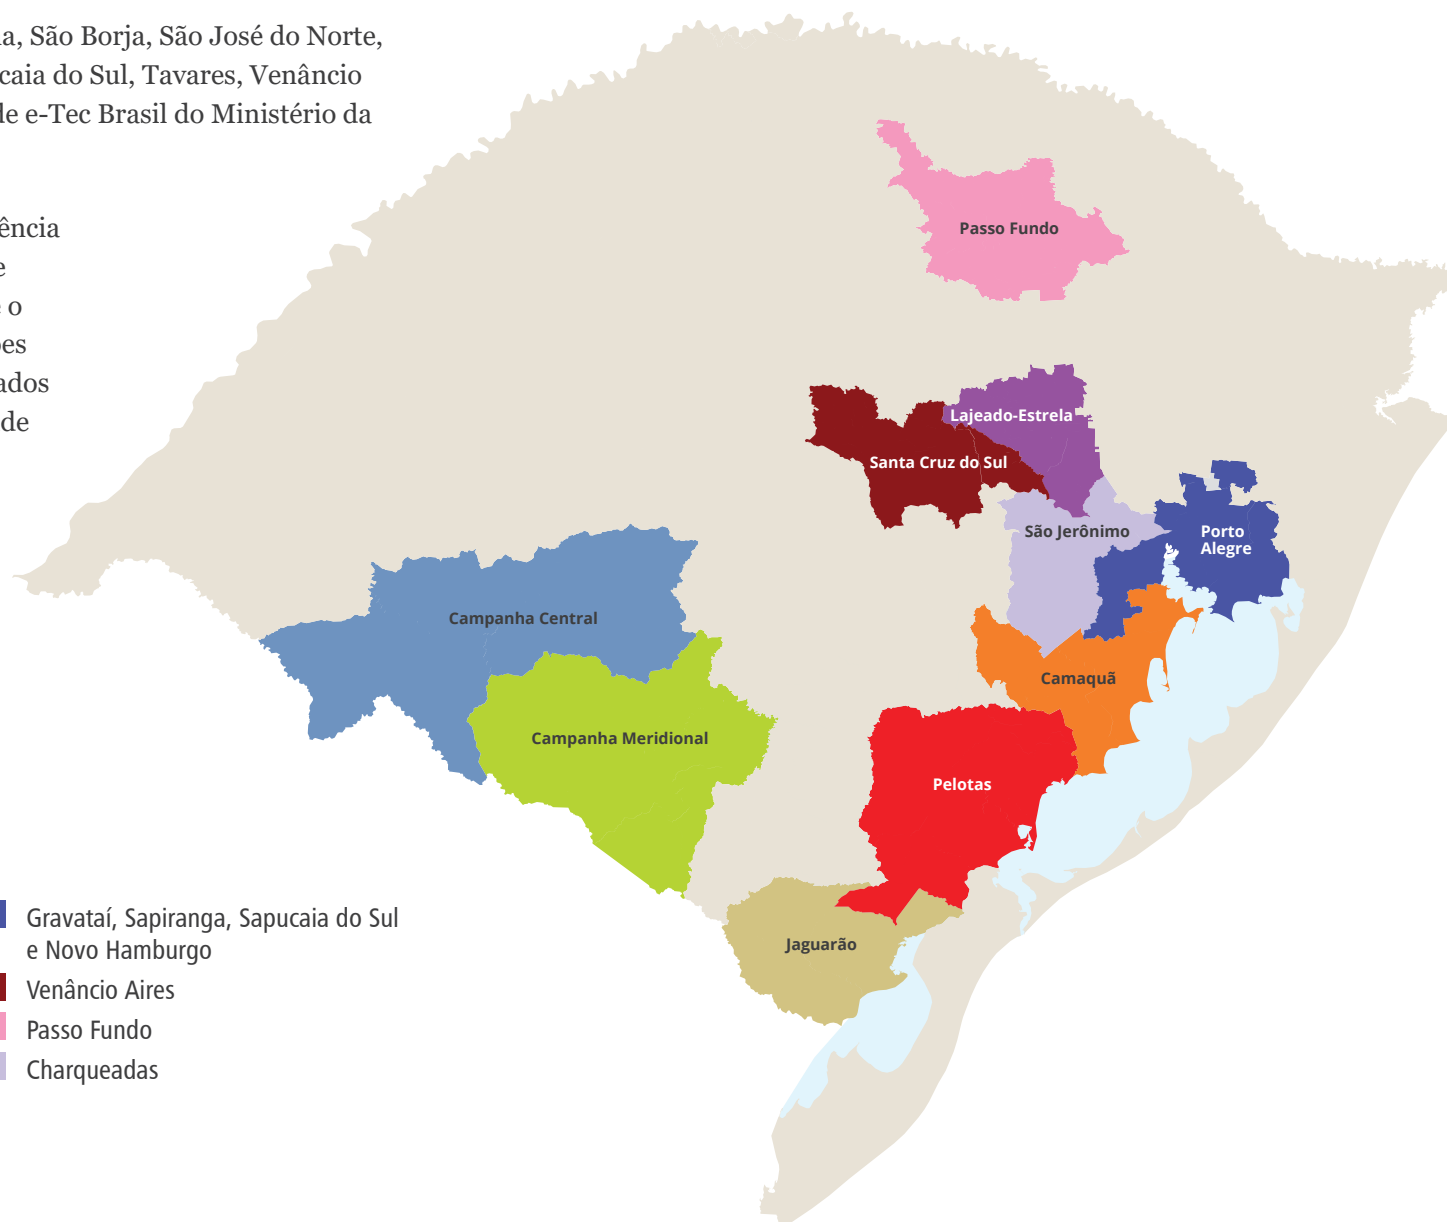 a, São Borja, São José do Norte,
caia do Sul, Tavares, Venâncio
de e-Tec Brasil do Ministério da
ência
e
o
ões
ados
de
Passo Fundo
Lajeado-Estrela
Santa Cruz do Sul
São Jerônimo
Porto
Alegre
Campanha Central
Camaquã
Campanha Meridional
Pelotas
Jaguarão
Gravataí, Sapiranga, Sapucaia do Sul
e Novo Hamburgo
Venâncio Aires
Passo Fundo
Charqueadas